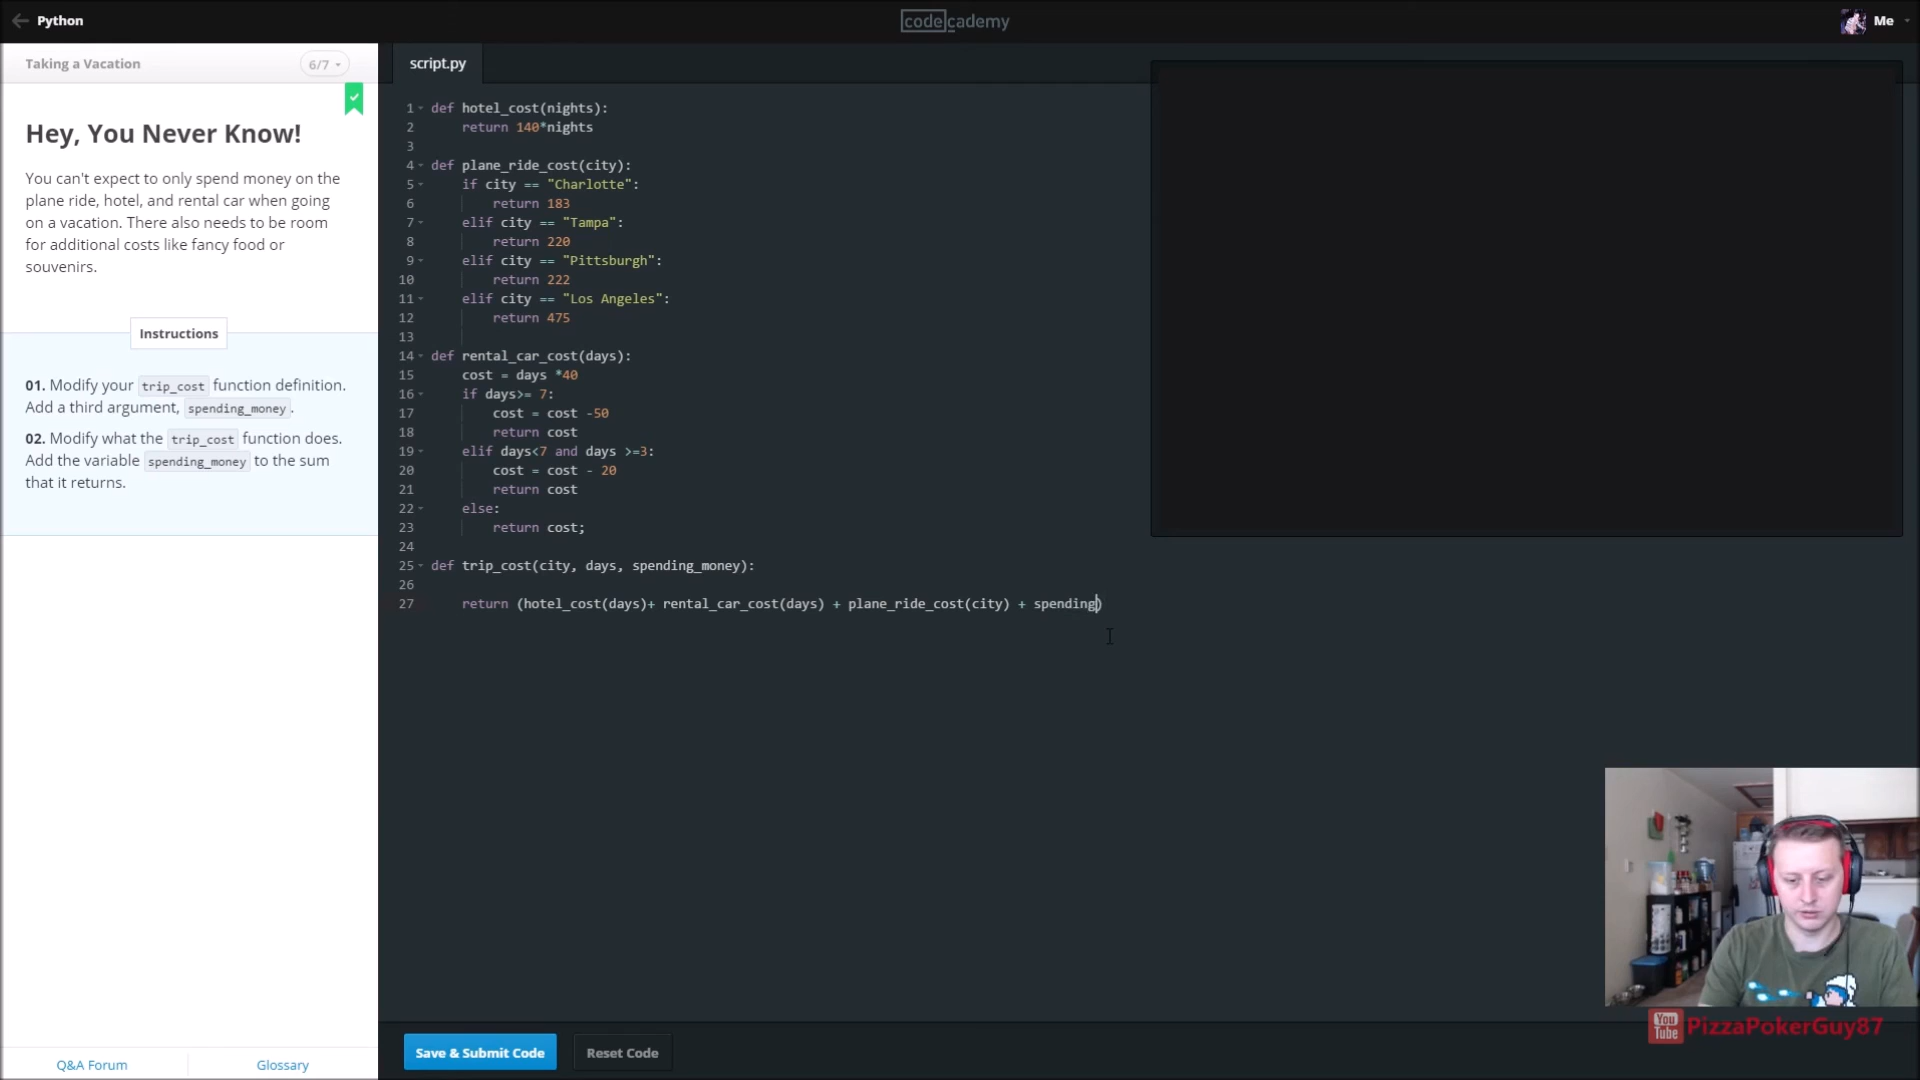 Python
codecademy
Me
Taking a Vacation
6/7
script.py
Hey, You Never Know!
You can't expect to only spend money on the
plane ride, hotel, and rental car when going
on a vacation. There also needs to be room
for additional costs like fancy food or
souvenirs.
Instructions
01. Modify your trip_cost function definition.
Add a third argument, spending_money.
02. Modify what the trip_cost function does.
Add the variable spending_money to the sum
that it returns.
1 def hotel_cost(nights):
2     return 140*nights
3
4 def plane_ride_cost(city):
5     if city == "Charlotte":
6         return 183
7     elif city == "Tampa":
8         return 220
9     elif city == "Pittsburgh":
10         return 222
11     elif city == "Los Angeles":
12         return 475
13
14 def rental_car_cost(days):
15     cost = days *40
16     if days>= 7:
17         cost = cost -50
18         return cost
19     elif days<7 and days >=3:
20         cost = cost - 20
21         return cost
22     else:
23         return cost;
24
25 def trip_cost(city, days, spending_money):
26
27     return (hotel_cost(days)+ rental_car_cost(days) + plane_ride_cost(city) + spending)
Save & Submit Code
Reset Code
Q&A Forum
Glossary
You Tube PizzaPokerGuy87